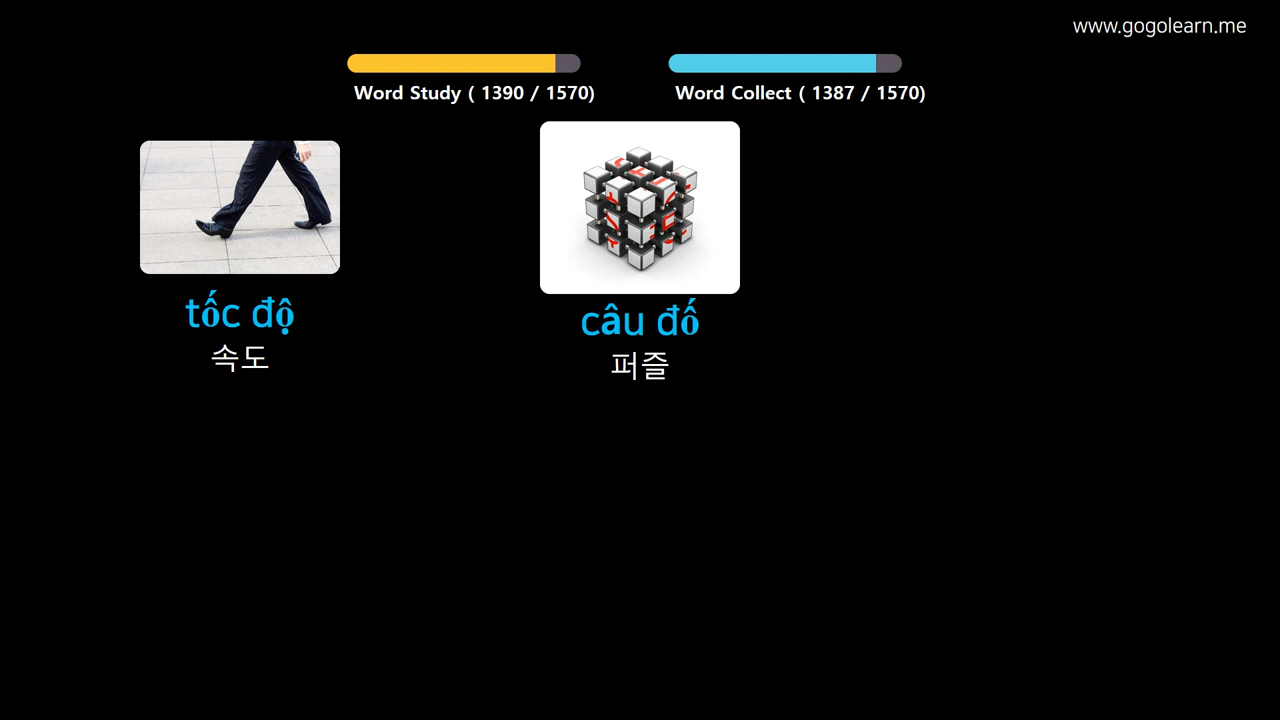 www.gogolearn.me
Word Study ( 1390 / 1570)
Word Collect ( 1387 / 1570)
tốc độ
속도
câu đố
퍼즐